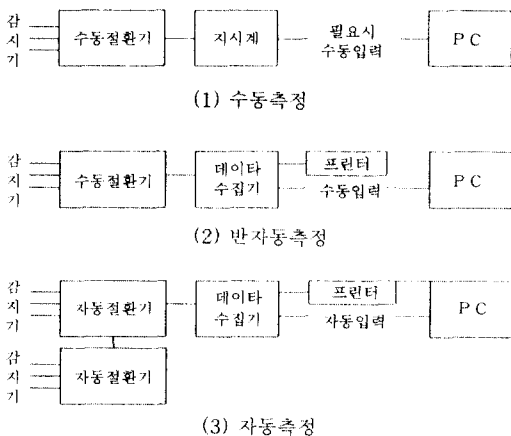 감
지
기
수동절환기
지시계
필요시
수동입력
PC
(1) 수동측정
감
지
기
수동절환기
데이타
수집기
프린터
수동입력
PC
(2) 반자동측정
감
지
기
자동절환기
데이타
수집기
프린터
자동입력
PC
감
지
기
자동절환기
(3) 자동측정